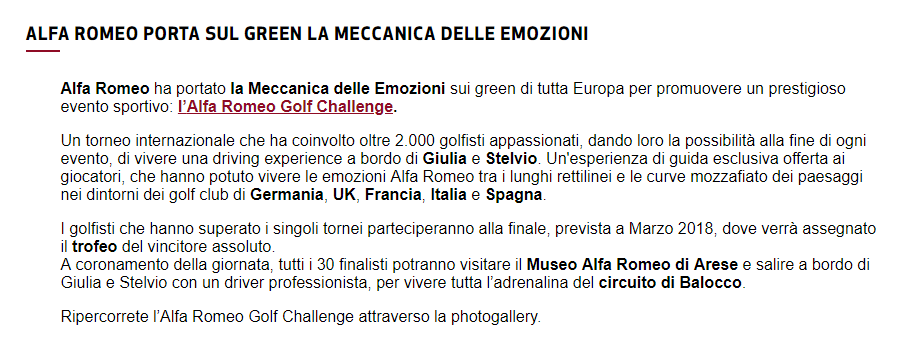 ALFA ROMEO PORTA SUL GREEN LA MECCANICA DELLE EMOZIONI
Alfa Romeo ha portato la Meccanica delle Emozioni sui green di tutta Europa per promuovere un prestigioso
evento sportivo: l'Alfa Romeo Golf Challenge.
Un torneo internazionale che ha coinvolto oltre 2.000 golfisti appassionati, dando loro la possibilità alla fine di ogni
evento, di vivere una driving experience a bordo di Giulia e Stelvio. Un'esperienza di guida esclusiva offerta ai
giocatori, che hanno potuto vivere le emozioni Alfa Romeo tra i lunghi rettilinei e le curve mozzafiato dei paesaggi
nei dintorni dei golf club di Germania, UK, Francia, Italia e Spagna.
I golfisti che hanno superato i singoli tornei parteciperanno alla finale, prevista a Marzo 2018, dove verrà assegnato
il trofeo del vincitore assoluto.
A coronamento della giornata, tutti i 30 finalisti potranno visitare il Museo Alfa Romeo di Arese e salire a bordo di
Giulia e Stelvio con un driver professionista, per vivere tutta l'adrenalina del circuito di Balocco.
Ripercorrete l'Alfa Romeo Golf Challenge attraverso la photogallery.